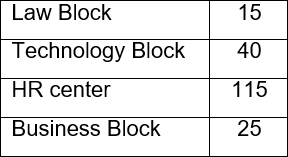 Law Block 15
Technology Block 40
HR center 115
Business Block 25